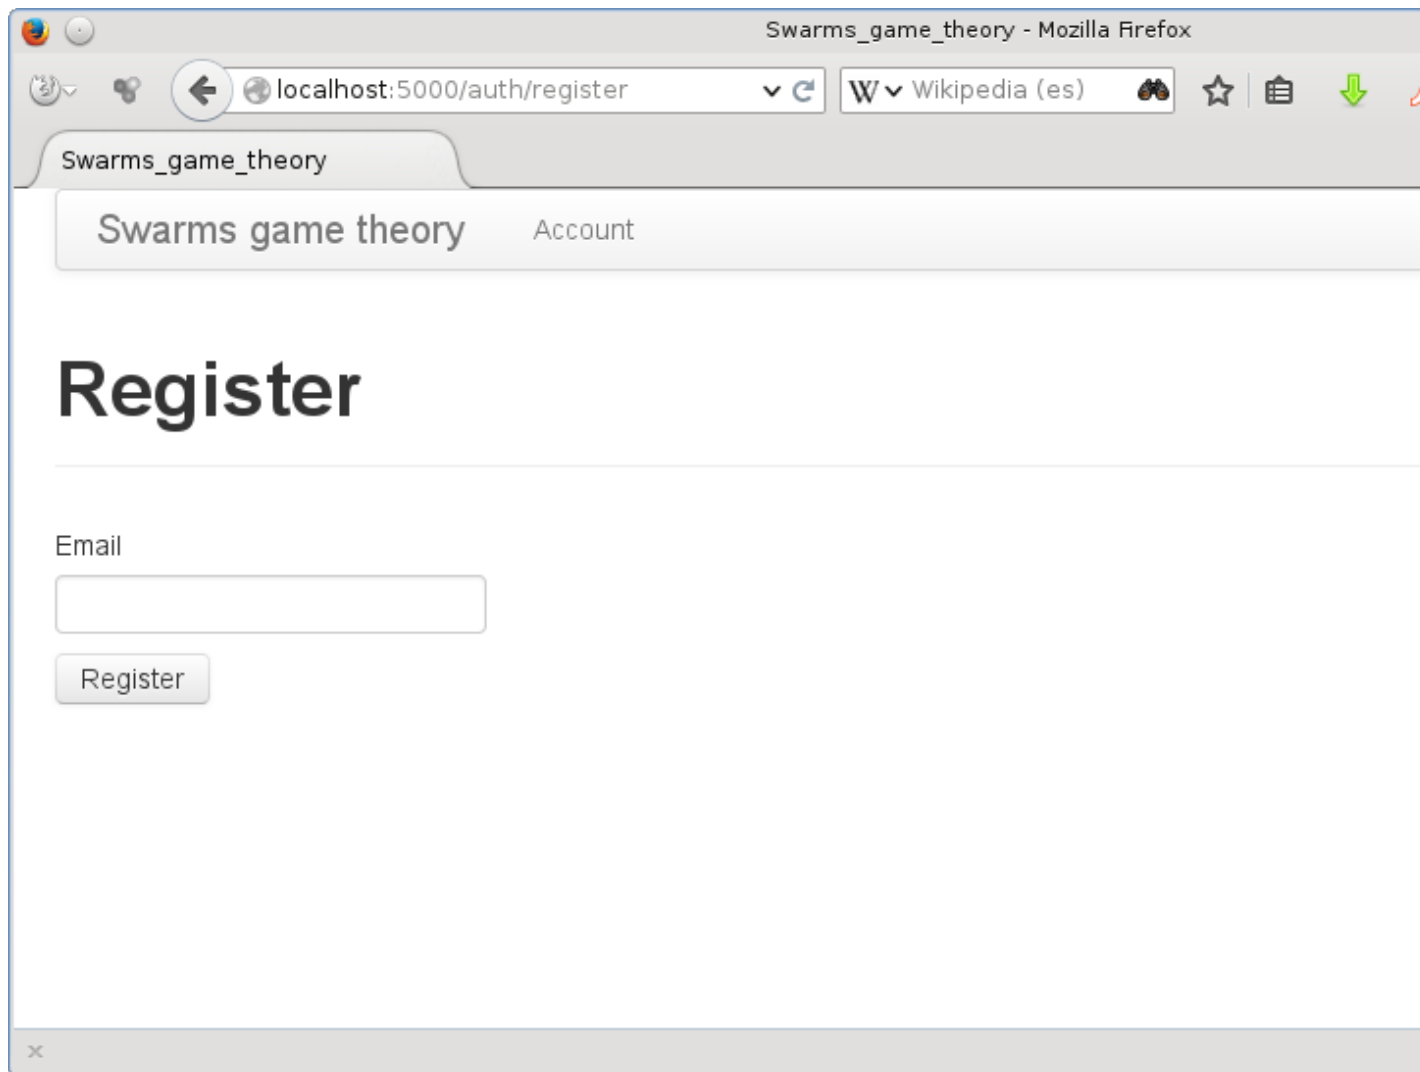 Swarms_game_theory - Mozilla Firefox
localhost:5000/auth/register
W Wikipedia (es)
Swarms_game_theory
Swarms game theory Account
Register
Email
Register